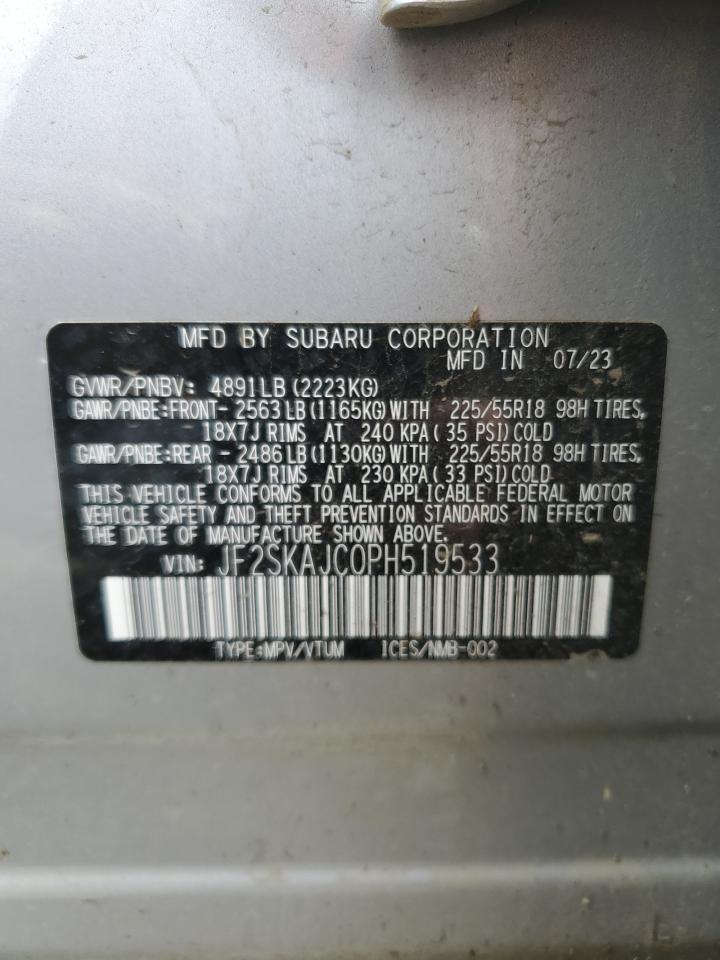 MFD BY SUBARU CORPORATION
MFD IN 07/23
GVWR/PNBV: 4891LB (2223KG)
GAWR/PNBE:FRONT- 2563LB(1165KG)WITH 225/55R18 98H TIRES,
18X7J RIMS AT 240 KPA( 35 PSI)COLD
GAWR/PNBE:REAR - 2486LB(1130KG)WITH 225/55R18 98H TIRES,
18X7J RIMS AT 230 KPA( 33 PSI)COLD
THIS VEHICLE CONFORMS TO ALL APPLICABLE FEDERAL MOTOR
VEHICLE SAFETY AND THEFT PREVENTION STANDARDS IN EFFECT ON
THE DATE OF MANUFACTURE SHOWN ABOVE.
VIN: JF2SKAJC0PH519533
TYPE:MPV/VTUM ICES/NMB-002